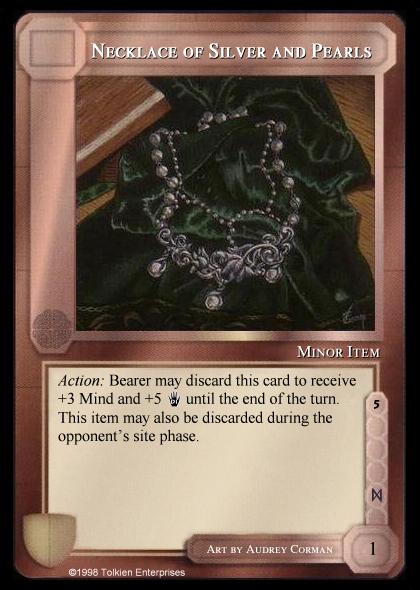 NECKLACE OF SILVER AND PEARLS
MINOR ITEM
Action: Bearer may discard this card to receive
+3 Mind and +5 until the end of the turn.
This item may also be discarded during the
opponent's site phase.
5
ART BY AUDREY CORMAN
1
©1998 Tolkien Enterprises